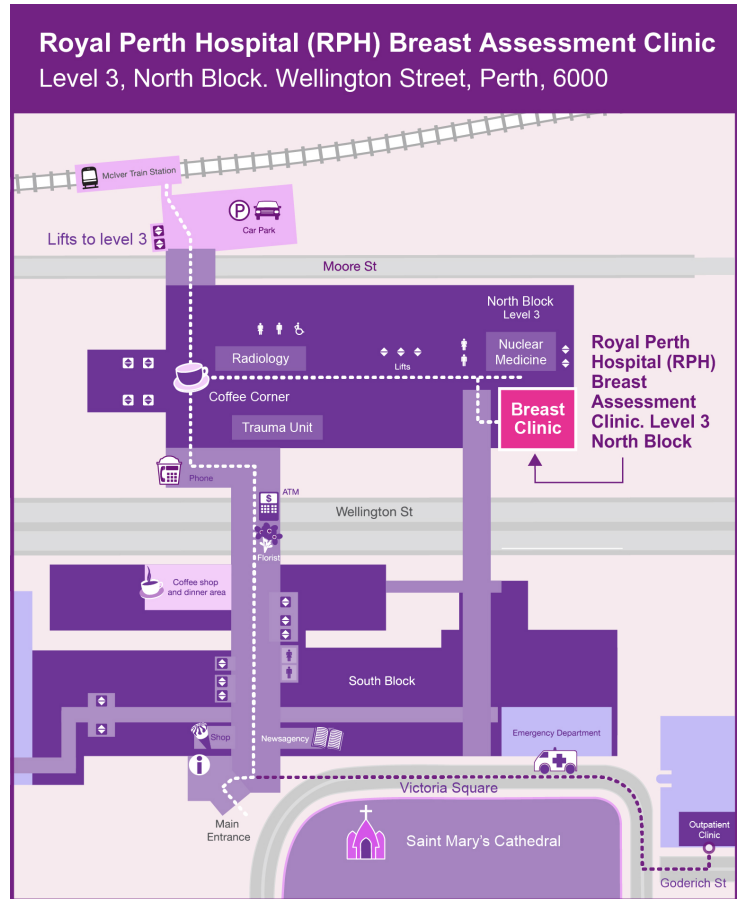 Royal Perth Hospital (RPH) Breast Assessment Clinic
Level 3, North Block. Wellington Street, Perth, 6000
McIver Train Station
P
Car Park
Lifts to level 3
Moore St
North Block
Level 3
Radiology
Lifts
Nuclear
Medicine
Coffee Corner
Trauma Unit
Breast
Clinic
Royal Perth
Hospital (RPH)
Breast
Assessment
Clinic. Level 3
North Block
Phone
$
ATM
Wellington St
Florist
Coffee shop
and dinner area
South Block
Shop
Newsagency
Emergency Department
i
Main
Entrance
Victoria Square
Saint Mary's Cathedral
Outpatient
Clinic
Goderich St